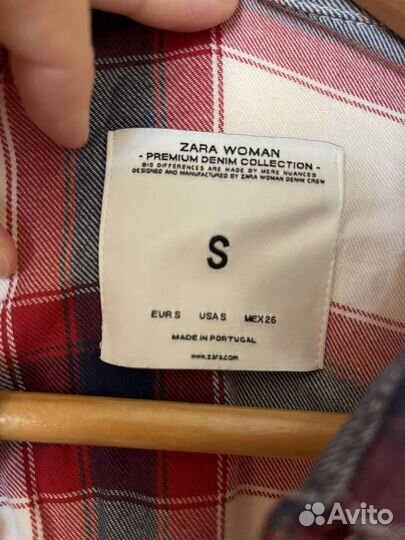 ZARA WOMAN
- PREMIUM DENIM COLLECTION -
BIG DIFFERENCES ARE MADE BY MERE NUANCES
DESIGNED AND MANUFACTURED BY ZARA WOMAN DENIM CREW
S
EUR S USA S MEX 26
MADE IN PORTUGAL
www.zara.com
Avito